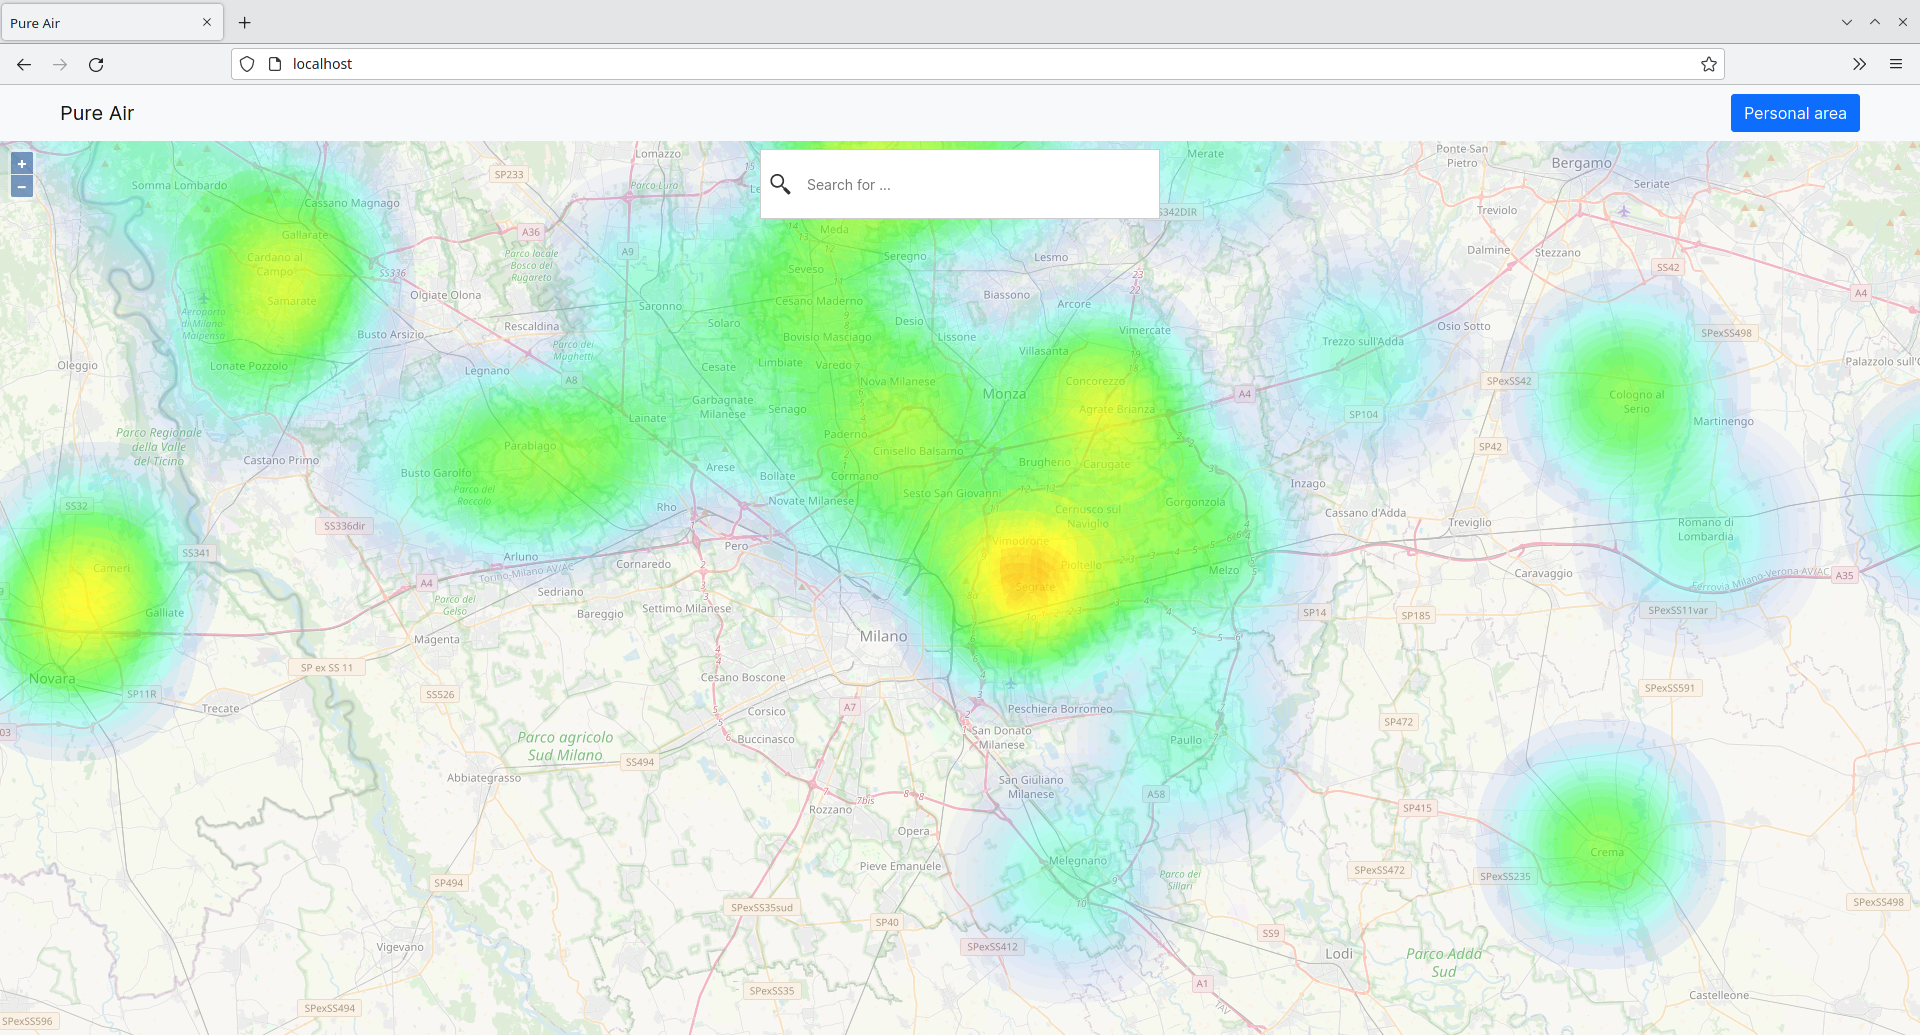 Pure Air
localhost
Pure Air
Personal area
+
−
Search for ...
Lomazzo
Parco Lura
SP233
Somma Lombardo
Cassano Magnago
Merate
Ponte-San
Pietro
Bergamo
Seriate
Treviolo
Gallarate
A36
A9
Meda
Seregno
Lesmo
S342DIR
Dalmine
Stezzano
Cardano al
Campo
SS336
Parco locale
Bosco del
Rugareto
Seveso
23
22
SS42
A4
Samarate
Olgiate Olona
Saronno
Cesano Maderno
Biassono
Arcore
Aeroporto
di Milano
Malpensa
Busto Arsizio
Rescaldina
Solaro
Desio
Lissone
Vimercate
Osio Sotto
SPexSS498
Bovisio Masciago
Trezzo sull'Adda
Oleggio
Lonate Pozzolo
Legnano
Parco dei
Mughetti
Cesate
Limbiate
Varedo
Villasanta
Palazzolo sull'O
A8
Nova Milanese
Monza
Concorezzo
A4
SPexSS42
Cologno al
Serio
Garbagnate
Milanese
Senago
Agrate Brianza
SP104
Martinengo
Lainate
Parco Regionale
della Valle
del Ticino
Castano Primo
Parabiago
Paderno
Cinisello Balsamo
SP42
Busto Garolfo
Parco del
Roccolo
Arese
Bollate
Cormano
Brugherio
Carugate
Inzago
SS32
Rho
Novate Milanese
Sesto San Giovanni
Cernusco sul
Naviglio
Gorgonzola
Cassano d'Adda
Treviglio
Romano di
Lombardia
SS336dir
Pero
Vimodrone
SS341
Arluno
Cornaredo
Pioltello
Melzo
Caravaggio
Cameri
Torino-Milano AV/AC
A4
Segrate
Ferrovia Milano-Verona AV/AC
A35
Sedriano
Galliate
Parco del
Gelso
Bareggio
Settimo Milanese
SP14
SP185
SPexSS11var
Magenta
Milano
SP ex SS 11
Novara
SP11R
SS526
Cesano Boscone
SPexSS591
Trecate
Corsico
A7
Peschiera Borromeo
SP472
03
Parco agricolo
Sud Milano
Buccinasco
San Donato
Milanese
Paullo
SS494
Abbiategrasso
San Giuliano
Milanese
A58
7
7bis
8
8
Rozzano
SP415
Opera
Pieve Emanuele
Melegnano
Crema
SP494
Parco dei
Sillari
SPexSS472
SPexSS235
SPexSS35sud
SP40
SPexSS498
Vigevano
SPexSS412
SS9
Lodi
Parco Adda
Sud
SPexSS35
A1
Castelleone
SPexSS494
SPexSS596